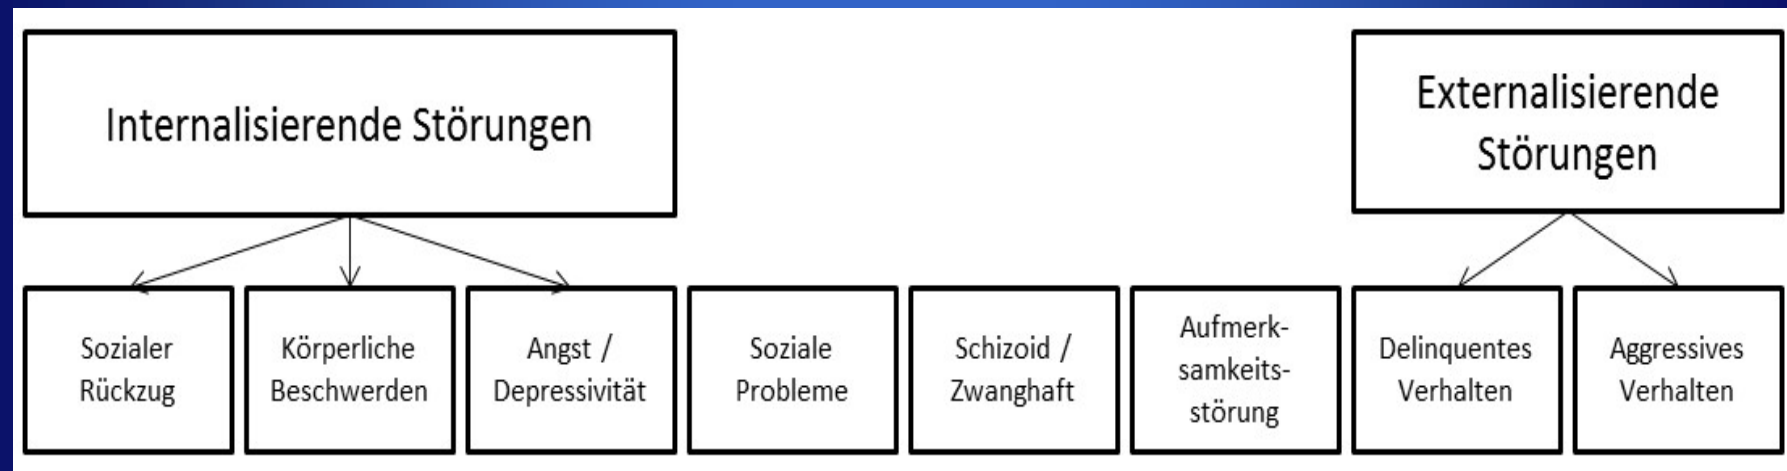 Internalisierende Störungen
Externalisierende
Störungen
Sozialer
Rückzug
Körperliche
Beschwerden
Angst /
Depressivität
Soziale
Probleme
Schizoid /
Zwanghaft
Aufmerk-
samkeits-
störung
Delinquentes
Verhalten
Aggressives
Verhalten